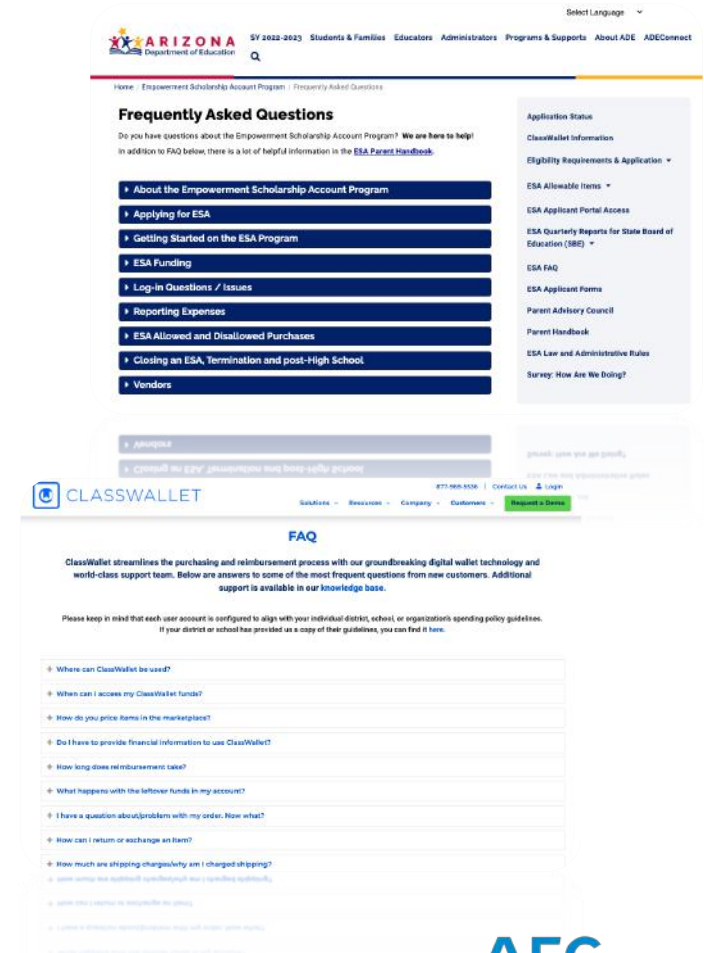 Select Language
ARIZONA
Department of Education
SY 2022-2023 Students & Families Educators Administrators Programs & Supports About ADE ADEConnect
Home / Empowerment Scholarship Account Program / Frequently Asked Questions
Frequently Asked Questions
Do you have questions about the Empowerment Scholarship Account Program? We are here to help!
In addition to FAQ below, there is a lot of helpful information in the ESA Parent Handbook.
About the Empowerment Scholarship Account Program
Applying for ESA
Getting Started on the ESA Program
ESA Funding
Log-in Questions / Issues
Reporting Expenses
ESA Allowed and Disallowed Purchases
Closing an ESA, Termination and post-High School
Vendors
Application Status
ClassWallet Information
Eligibility Requirements & Application
ESA Allowable Items
ESA Applicant Portal Access
ESA Quarterly Reports for State Board of
Education (SBE)
ESA FAQ
ESA Applicant Forms
Parent Advisory Council
Parent Handbook
ESA Law and Administrative Rules
Survey: How Are We Doing?
CLASSWALLET
Contact Us Login
Solutions Resources Company Customers Request a Demo
FAQ
ClassWallet streamlines the purchasing and reimbursement process with our groundbreaking digital wallet technology and
world-class support team. Below are answers to some of the most frequent questions from new customers. Additional
support is available in our knowledge base.
Please keep in mind that each user account is configured to align with your individual district, school, or organization's spending policy guidelines.
If your district or school has provided us a copy of their guidelines, you can find it here.
+ Where can ClassWallet be used?
+ When can I access my ClassWallet funds?
+ How do you price items in the marketplace?
+ Do I have to provide financial information to use ClassWallet?
+ How long does reimbursement take?
+ What happens with the leftover funds in my account?
+ I have a question about/problem with my order. Now what?
+ How can I return or exchange an item?
+ How much are shipping charges/why am I charged shipping?